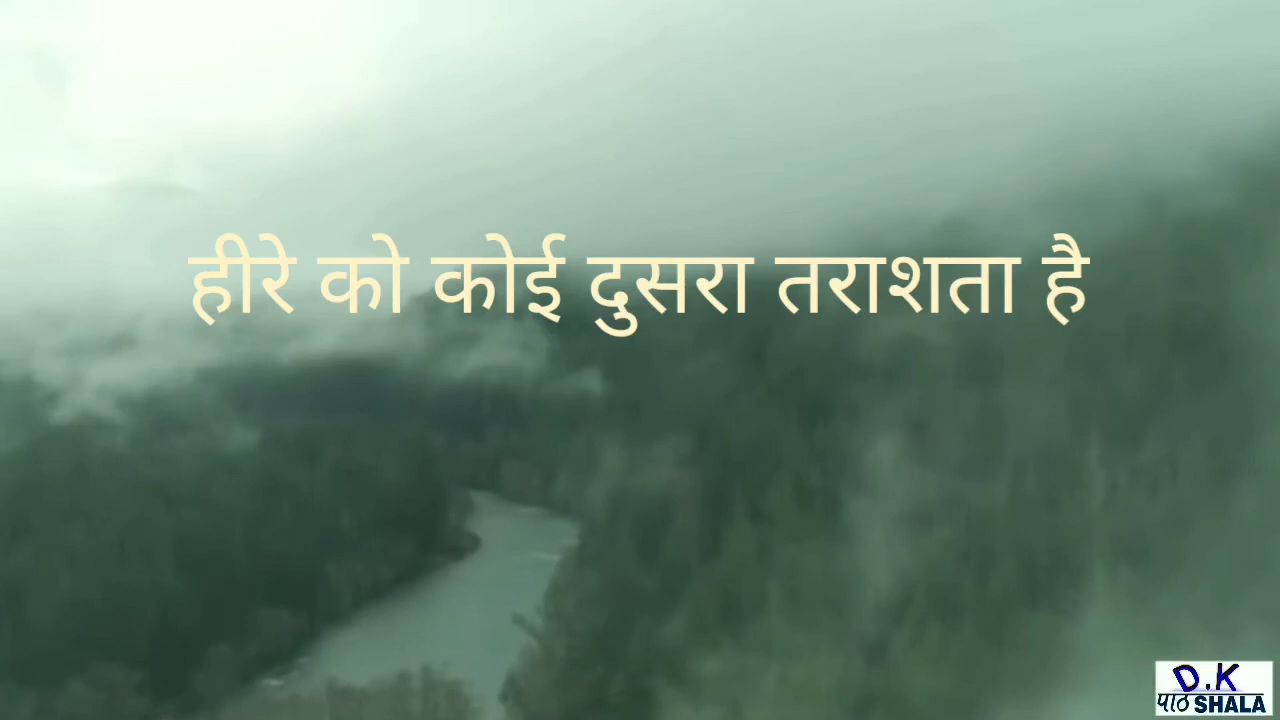 हीरे को कोई दुसरा तराशता है
D.K
पाठ SHALA